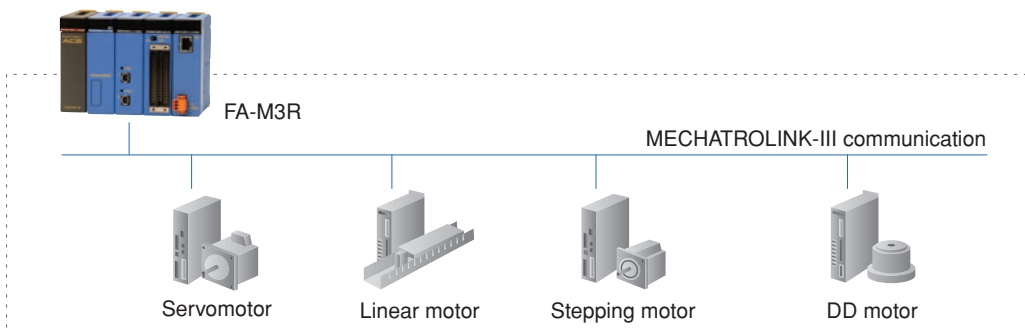 FA-M3R
MECHATROLINK-III communication
Servomotor
Linear motor
Stepping motor
DD motor